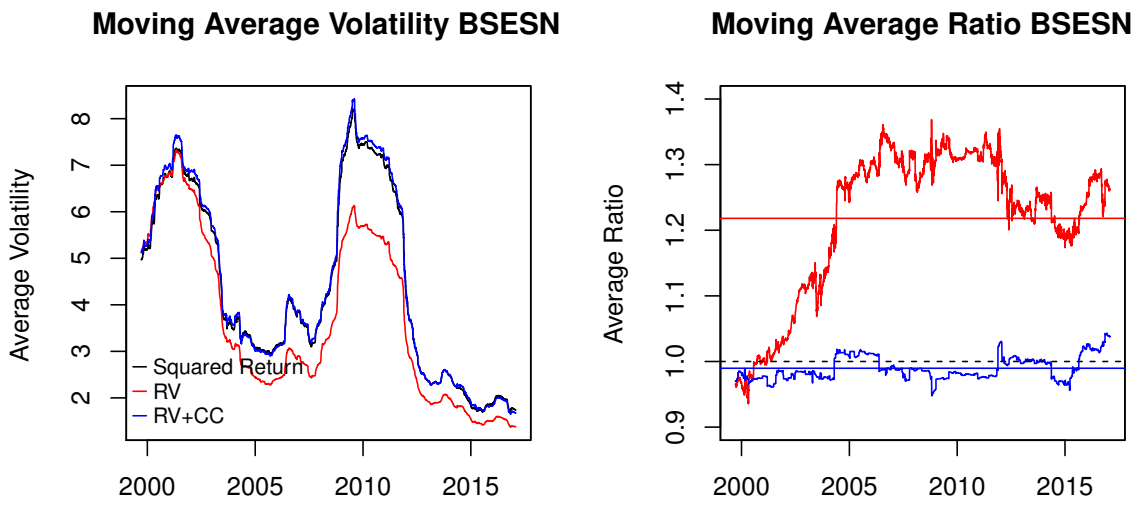 Moving Average Volatility BSESN
Average Volatility
8
7
6
5
4
3
2
Squared Return
RV
RV+CC
2000 2005 2010 2015
Moving Average Ratio BSESN
Average Ratio
1.4
1.3
1.2
1.1
1.0
0.9
2000 2005 2010 2015